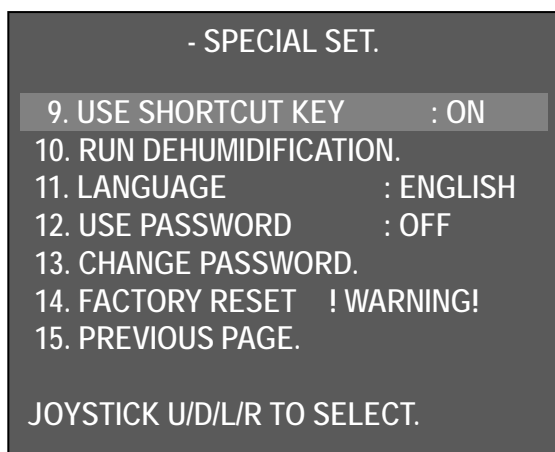 - SPECIAL SET.
9. USE SHORTCUT KEY : ON
10. RUN DEHUMIDIFICATION.
11. LANGUAGE : ENGLISH
12. USE PASSWORD : OFF
13. CHANGE PASSWORD.
14. FACTORY RESET ! WARNING!
15. PREVIOUS PAGE.
JOYSTICK U/D/L/R TO SELECT.